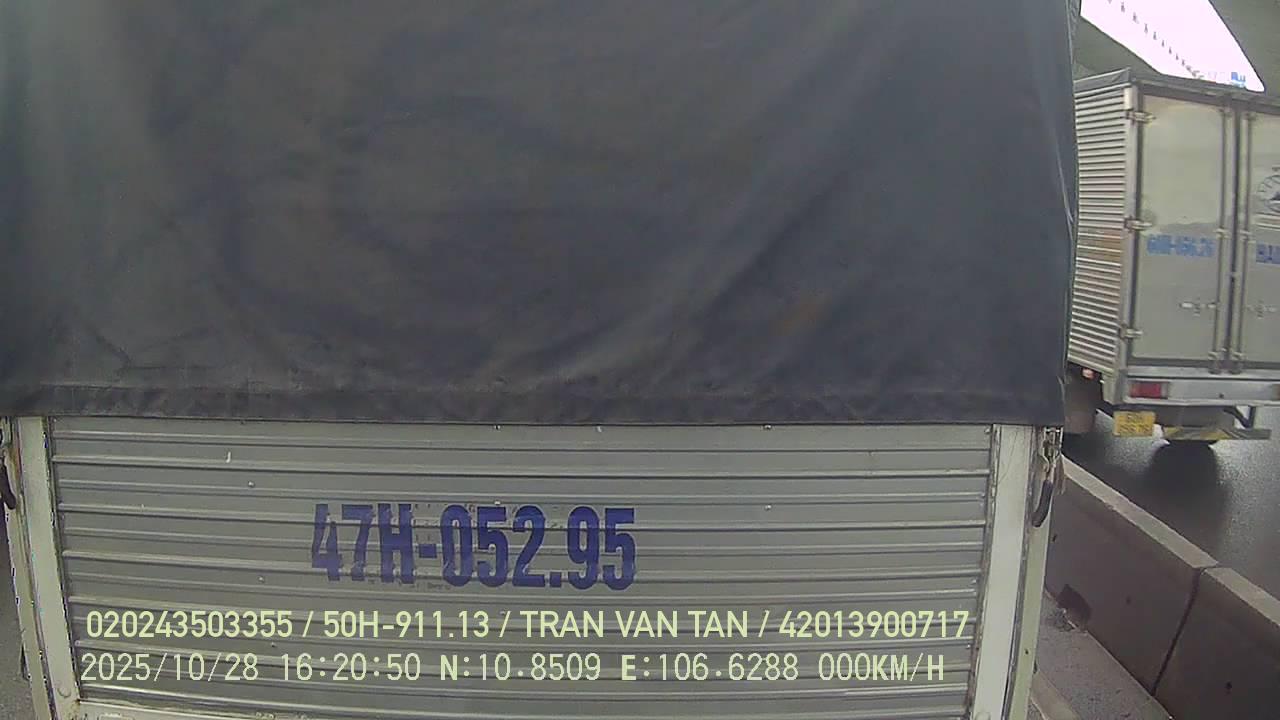 47H-052.95
020243503355 / 50H-911.13 / TRAN VAN TAN / 42013900717
2025/10/28 16:20:50 N:10.8509 E:106.6288 000KM/H